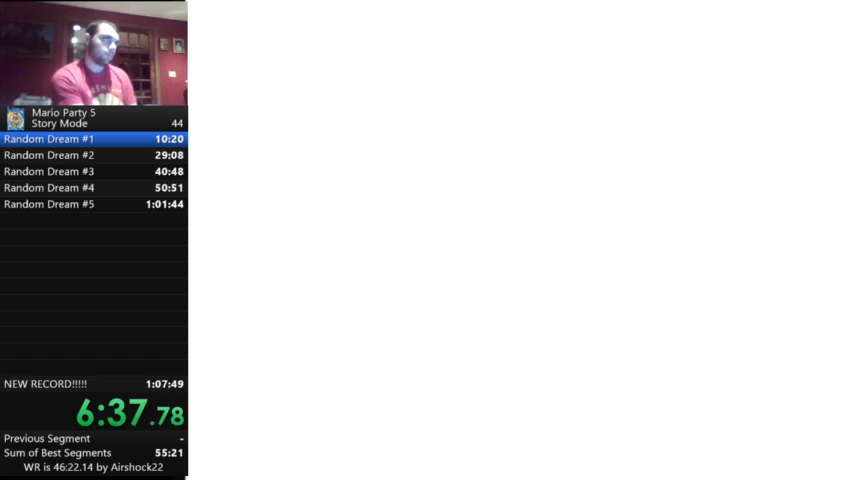 Mario Party 5
Story Mode 44
Random Dream #1 10:20
Random Dream #2 29:08
Random Dream #3 40:48
Random Dream #4 50:51
Random Dream #5 1:01:44
NEW RECORD!!!!! 1:07:49
6:37.78
Previous Segment -
Sum of Best Segments 55:21
WR is 46:22.14 by Airshock22